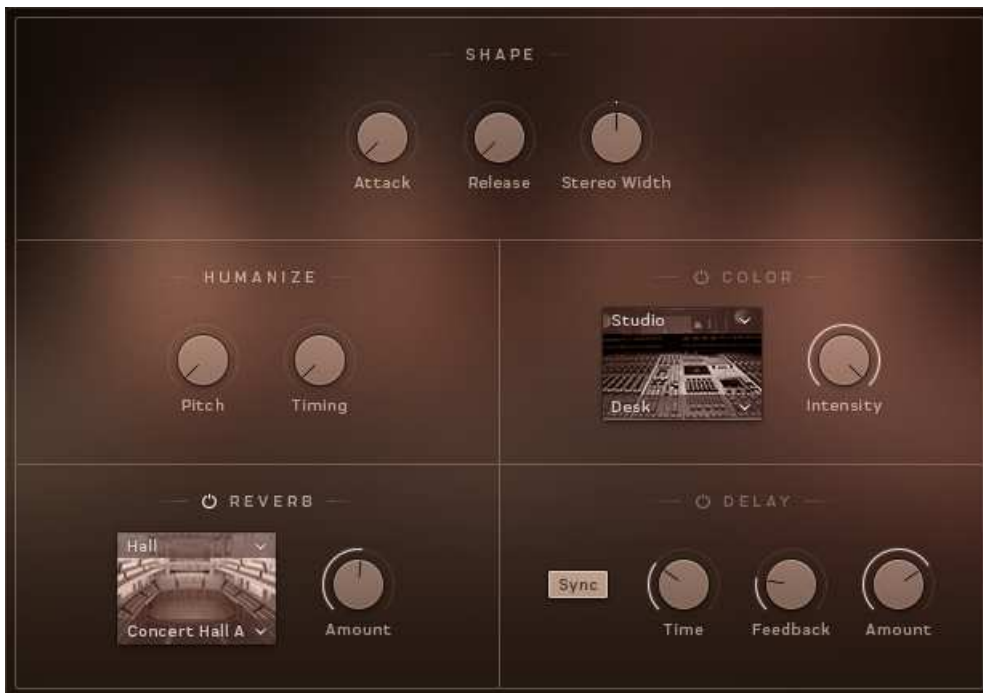 SHAPE
Attack
Release
Stereo Width
HUMANIZE
Pitch
Timing
COLOR
Studio
Desk
Intensity
REVERB
Hall
Concert Hall A
Amount
DELAY
Sync
Time
Feedback
Amount